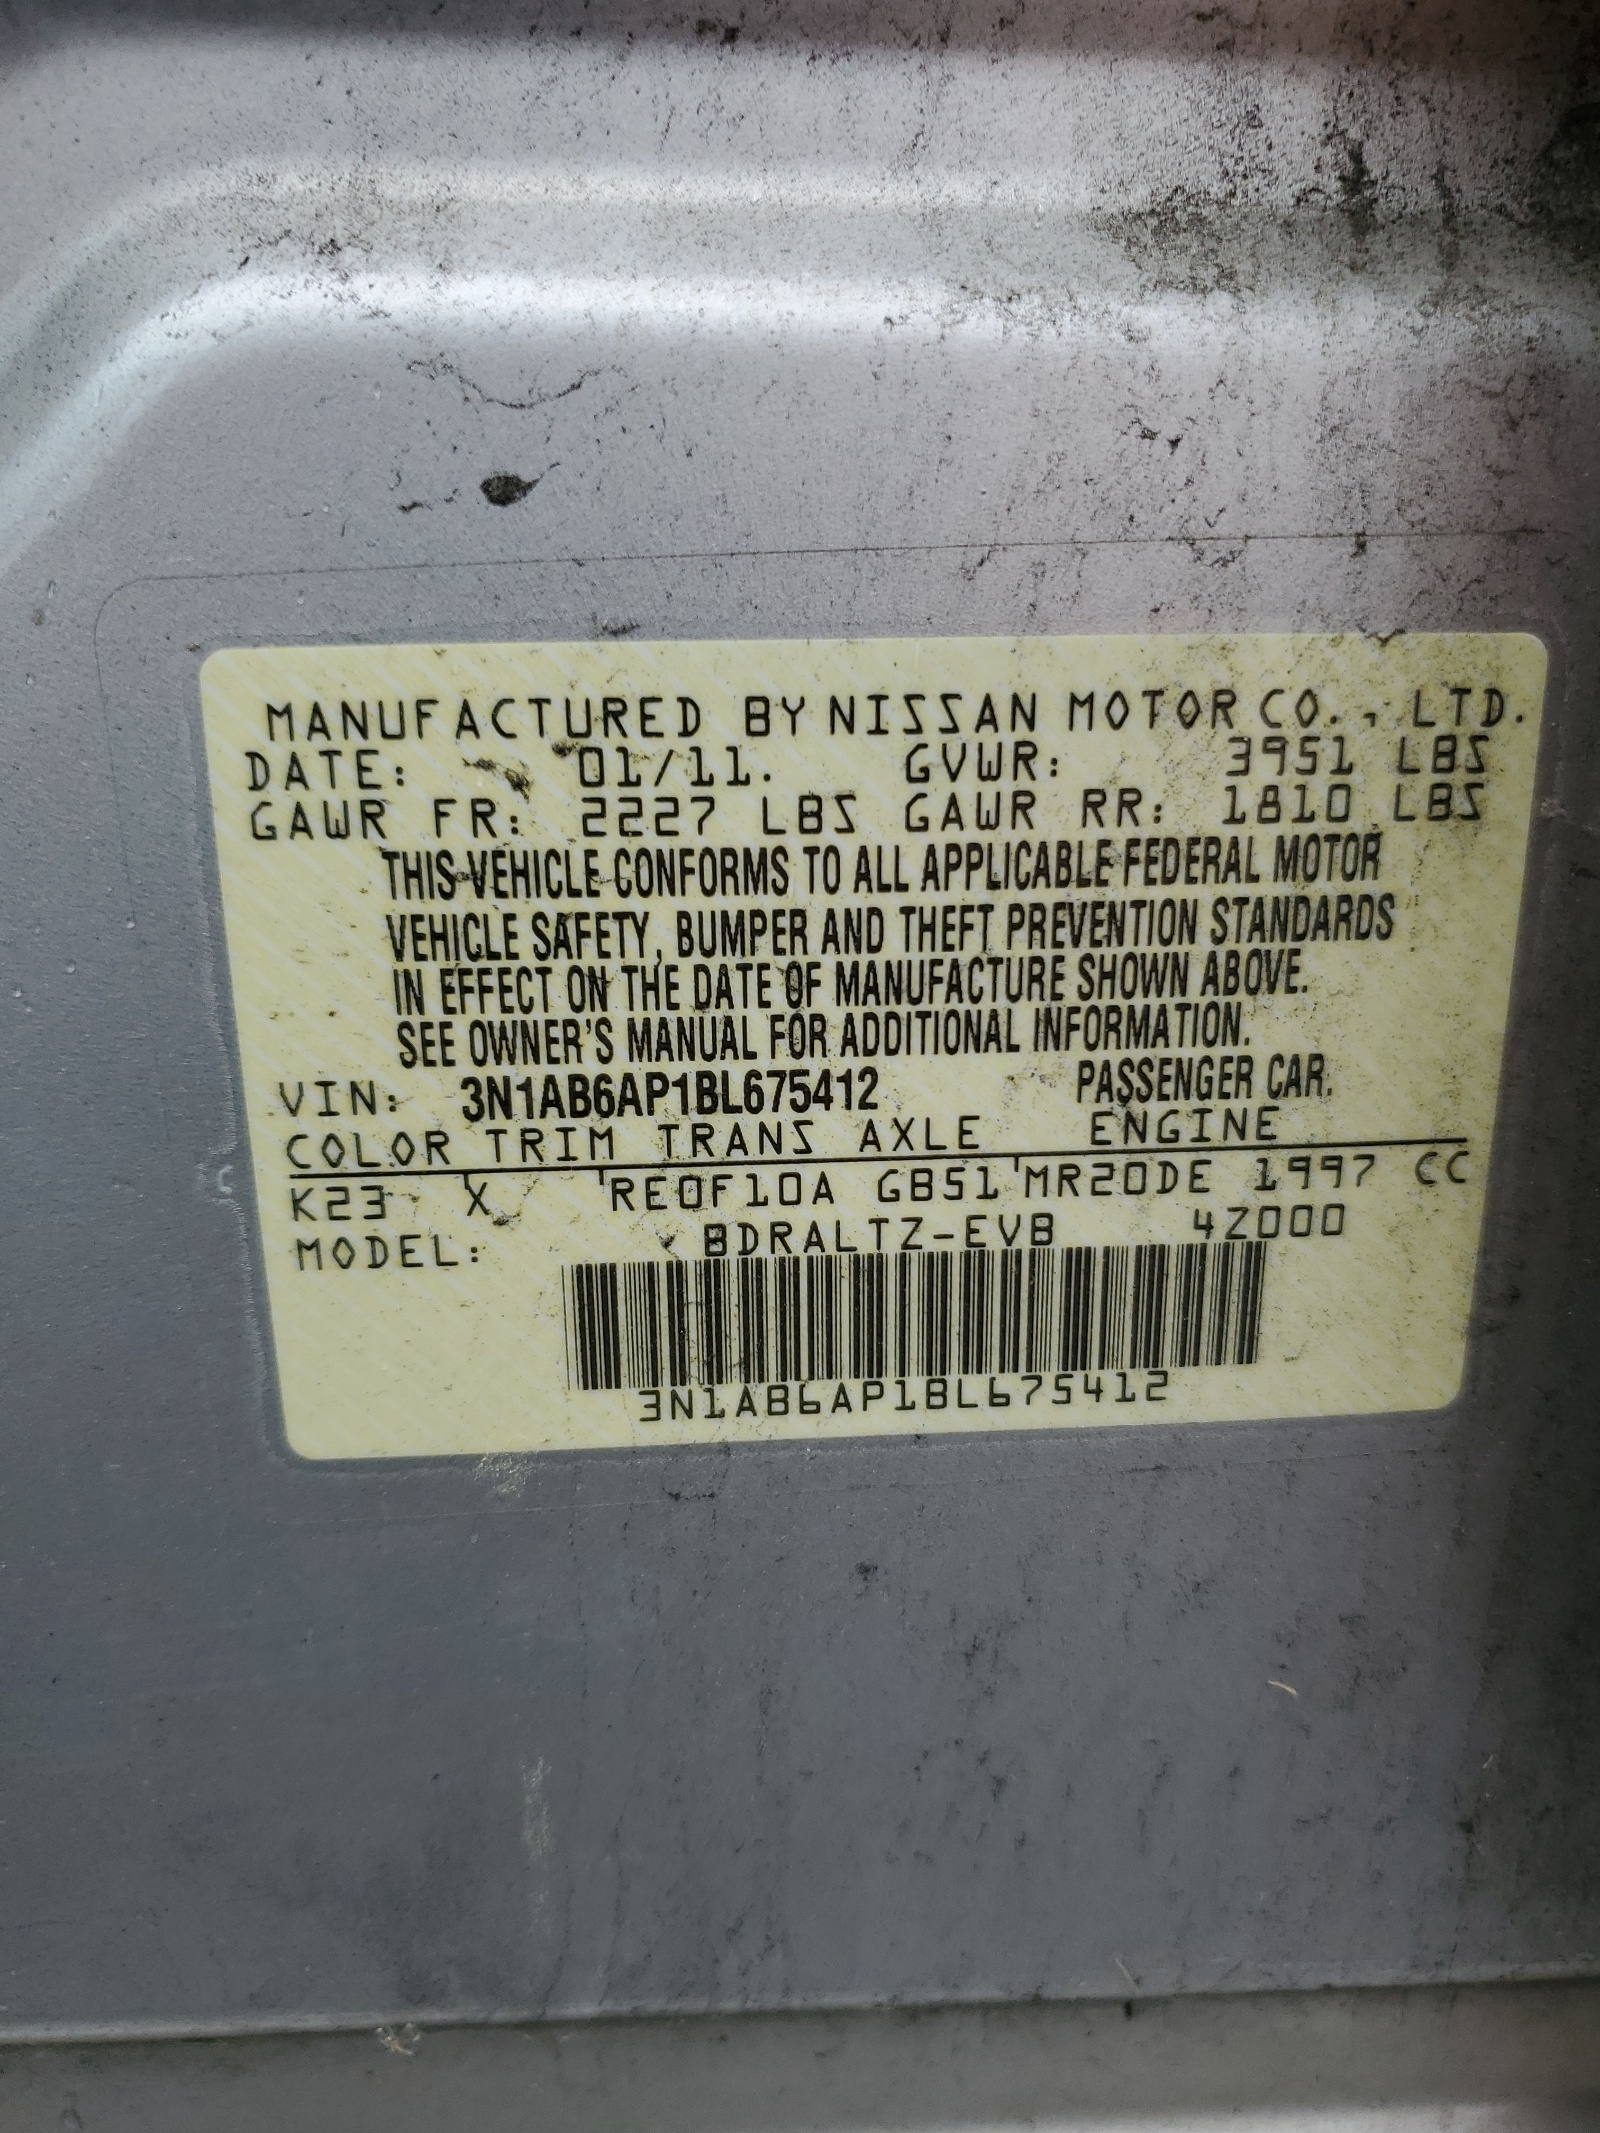 MANUFACTURED BY NISSAN MOTOR CO., LTD.
DATE: 01/11. GVWR: 3951 LBS
GAWR FR: 2227 LBS GAWR RR: 1810 LBS
THIS VEHICLE CONFORMS TO ALL APPLICABLE FEDERAL MOTOR
VEHICLE SAFETY, BUMPER AND THEFT PREVENTION STANDARDS
IN EFFECT ON THE DATE OF MANUFACTURE SHOWN ABOVE.
SEE OWNER'S MANUAL FOR ADDITIONAL INFORMATION.
VIN: 3N1AB6AP1BL675412 PASSENGER CAR.
COLOR TRIM TRANS AXLE ENGINE
K23 X RE0F10A GB51 MR20DE 1997 CC
MODEL: BDRALTZ-EVB 4Z000
3N1AB6AP1BL675412